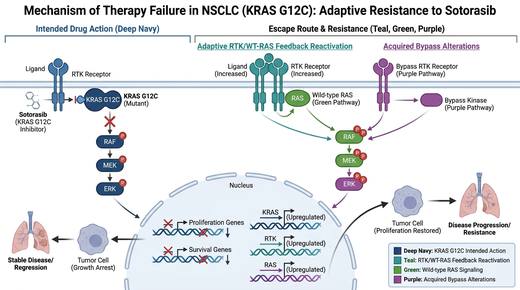 Mechanism of Therapy Failure in NSCLC (KRAS G12C): Adaptive Resistance to Sotorasib
Intended Drug Action (Deep Navy)
Escape Route & Resistance (Teal, Green, Purple)
Adaptive RTK/WT-RAS Feedback Reactivation
Acquired Bypass Alterations
Ligand
RTK Receptor
Ligand
(Increased)
RTK Receptor
(Increased)
Ligand
RTK Receptor
(Purple Pathway)
Sotorasib
(KRAS G12C
Inhibitor)
KRAS G12C
KRAS G12C
(Mutant)
RAS
Wild-type RAS
(Green Pathway)
Bypass Kinase
(Purple Pathway)
RAF
P
MEK
P
ERK
P
RAF
P
P
MEK
P
ERK
P
Nucleus
Proliferation Genes
Survival Genes
KRAS
(Upregulated)
RTK
(Upregulated)
RAS
(Upregulated)
Stable Disease/
Regression
Tumor Cell
(Growth Arrest)
Tumor Cell
(Proliferation Restored)
Disease Progression/
Resistance
Deep Navy: KRAS G12C Intended Action
Teal: RTK/WT-RAS Feedback Reactivation
Green: Wild-type RAS Signaling
Purple: Acquired Bypass Alterations